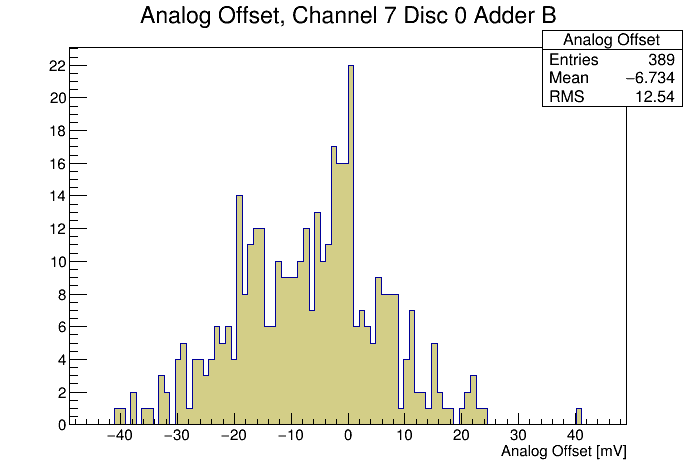 Analog Offset, Channel 7 Disc 0 Adder B
Analog Offset
Entries 389
Mean −6.734
RMS 12.54
22
20
18
16
14
12
10
8
6
4
2
0
−40 −30 −20 −10 0 10 20 30 40
Analog Offset [mV]